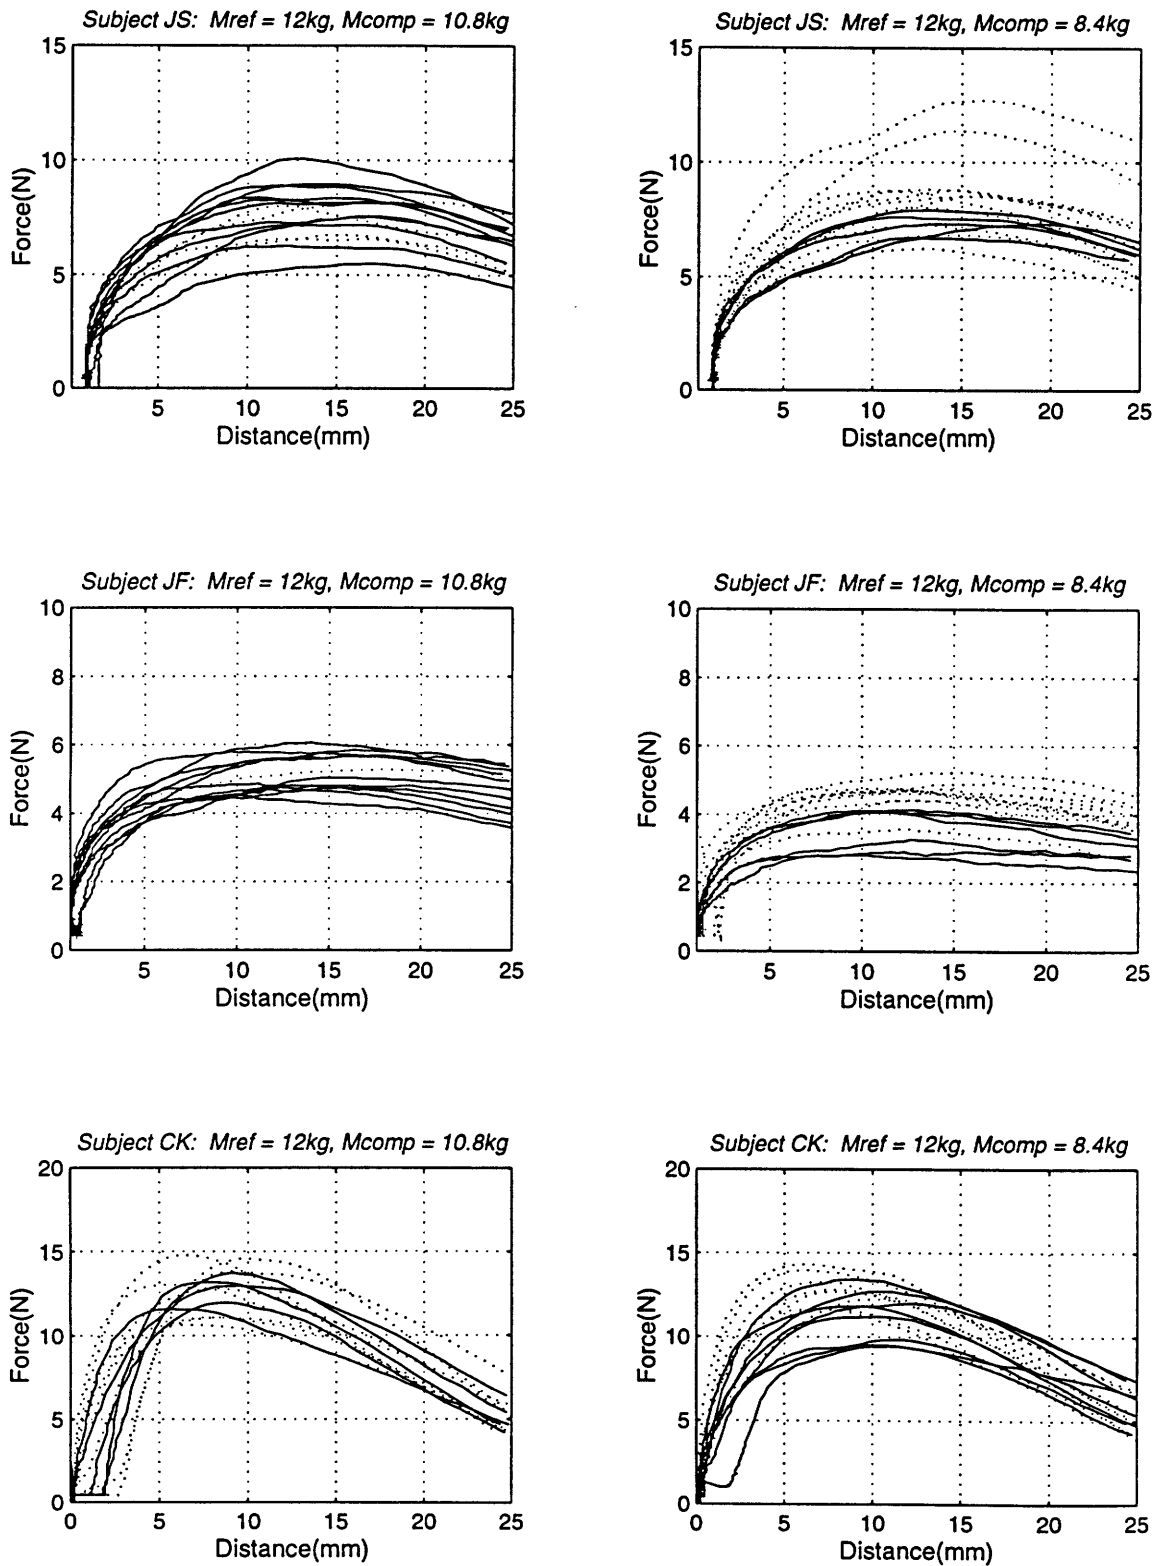 Subject JS: Mref = 12kg, Mcomp = 10.8kg
15
10
5
0
Force(N)
5 10 15 20 25
Distance(mm)
Subject JS: Mref = 12kg, Mcomp = 8.4kg
15
10
5
0
Force(N)
5 10 15 20 25
Distance(mm)
Subject JF: Mref = 12kg, Mcomp = 10.8kg
10
8
6
4
2
0
Force(N)
5 10 15 20 25
Distance(mm)
Subject JF: Mref = 12kg, Mcomp = 8.4kg
10
8
6
4
2
0
Force(N)
5 10 15 20 25
Distance(mm)
Subject CK: Mref = 12kg, Mcomp = 10.8kg
20
15
10
5
0
Force(N)
0 5 10 15 20 25
Distance(mm)
Subject CK: Mref = 12kg, Mcomp = 8.4kg
20
15
10
5
0
Force(N)
0 5 10 15 20 25
Distance(mm)